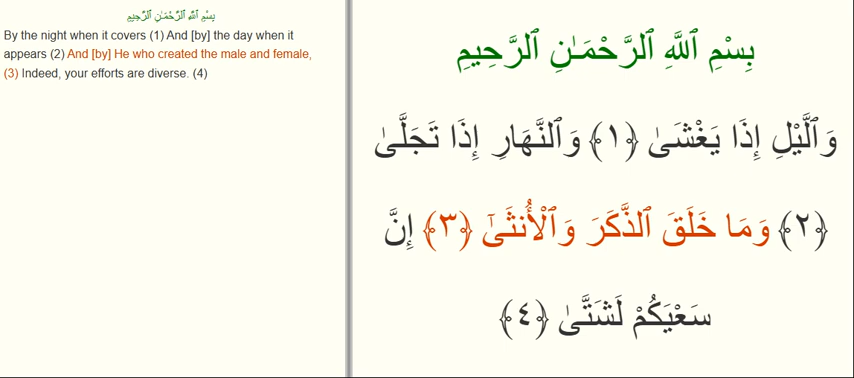 بِسْمِ ٱللَّهِ ٱلرَّحْمَـٰنِ ٱلرَّحِيمِ
By the night when it covers (1) And [by] the day when it
appears (2) And [by] He who created the male and female,
(3) Indeed, your efforts are diverse. (4)
بِسْمِ ٱللَّهِ ٱلرَّحْمَـٰنِ ٱلرَّحِيمِ
وَٱلَّيْلِ إِذَا يَغْشَىٰ ﴿١﴾ وَٱلنَّهَارِ إِذَا تَجَلَّىٰ
﴿٢﴾ وَمَا خَلَقَ ٱلذَّكَرَ وَٱلْأُنثَىٰٓ ﴿٣﴾ إِنَّ
سَعْيَكُمْ لَشَتَّىٰ ﴿٤﴾